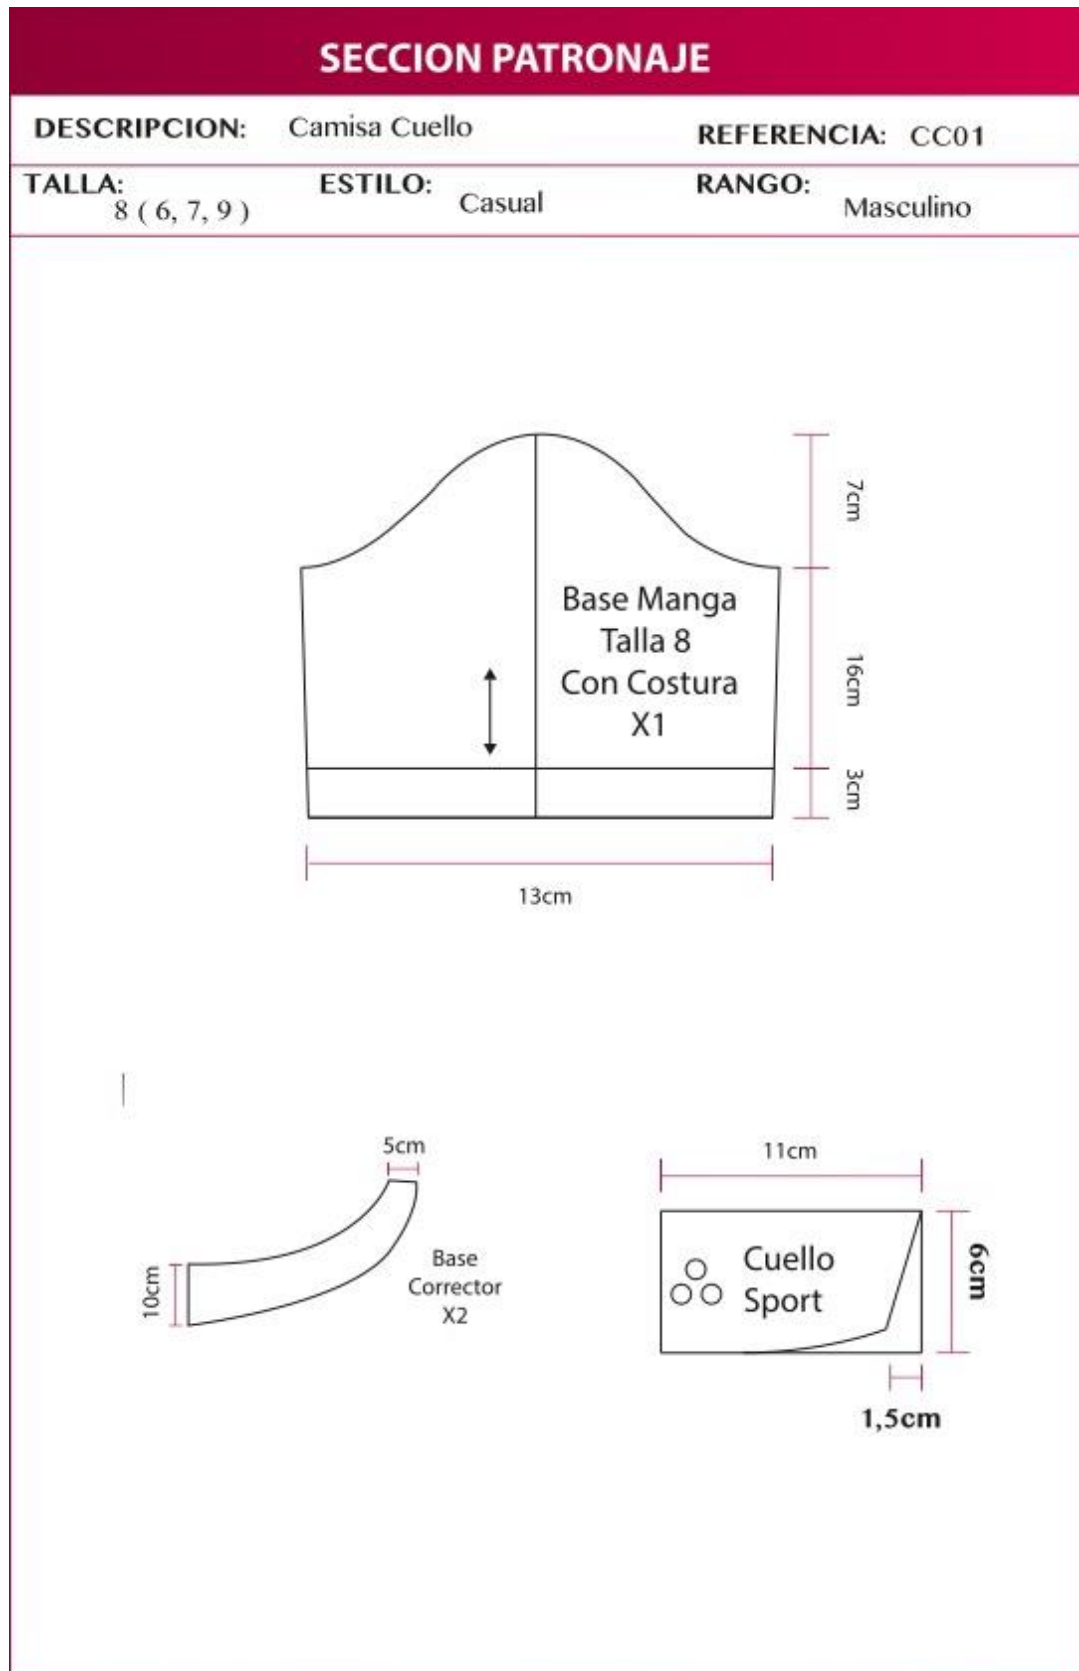 SECCION PATRONAJE
DESCRIPCION: Camisa Cuello REFERENCIA: CC01
TALLA: 8 ( 6, 7, 9 ) ESTILO: Casual RANGO: Masculino
7cm
Base Manga
Talla 8
Con Costura
X1
16cm
3cm
13cm
5cm
10cm
Base
Corrector
X2
11cm
Cuello
Sport
6cm
1,5cm